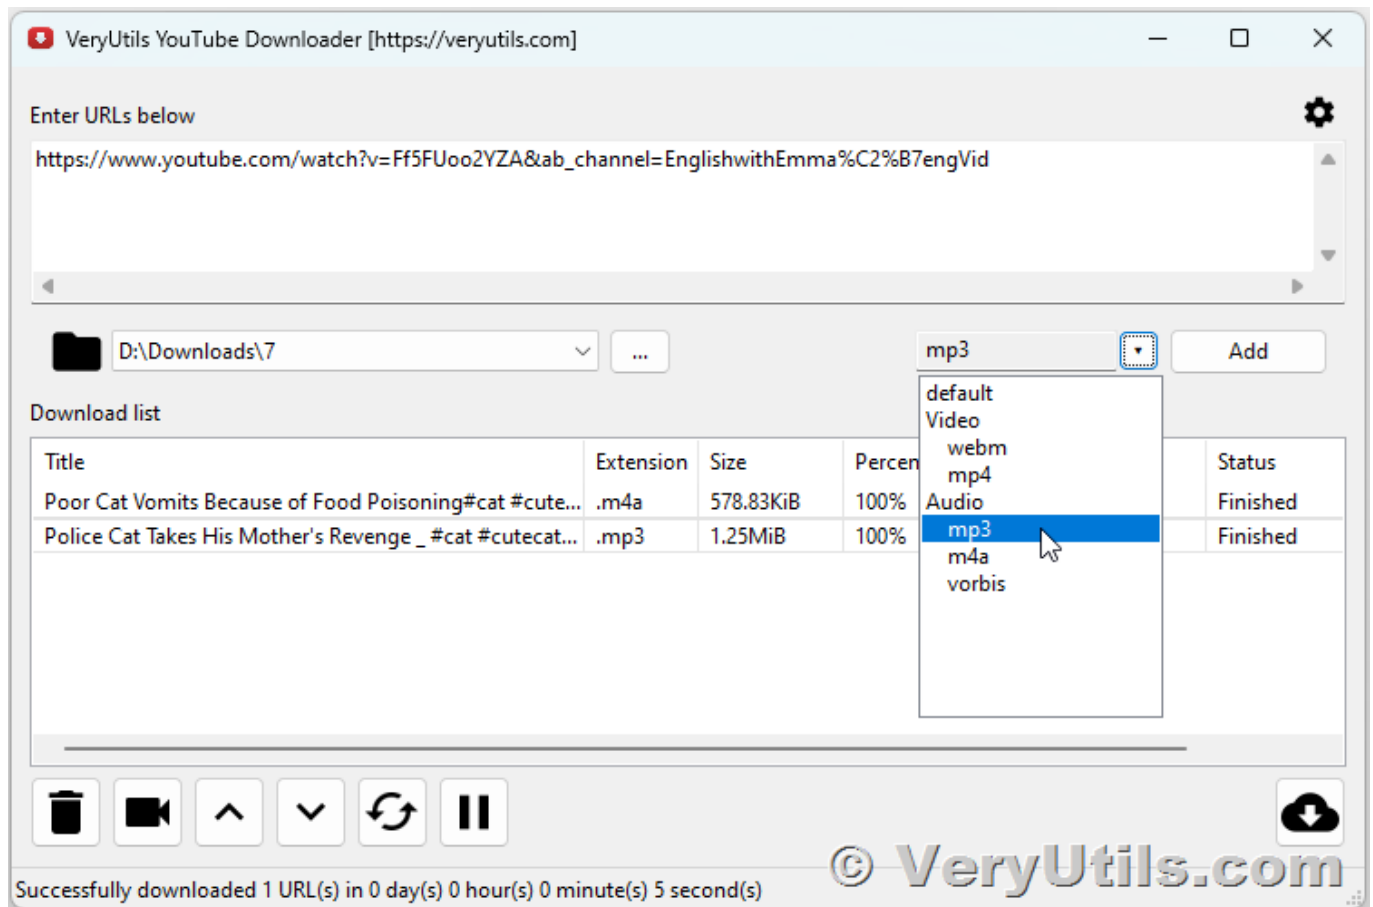 VeryUtils YouTube Downloader [https://veryutils.com]
Enter URLs below
https://www.youtube.com/watch?v=Ff5FUoo2YZA&ab_channel=EnglishwithEmma%C2%B7engVid
D:\Downloads\7
...
mp3
Add
default
Video
webm
mp4
Audio
mp3
m4a
vorbis
Download list
Title Extension Size Percen Status
Poor Cat Vomits Because of Food Poisoning#cat #cute... .m4a 578.83KiB 100% Finished
Police Cat Takes His Mother's Revenge _ #cat #cutecat... .mp3 1.25MiB 100% Finished
© VeryUtils.com
Successfully downloaded 1 URL(s) in 0 day(s) 0 hour(s) 0 minute(s) 5 second(s)